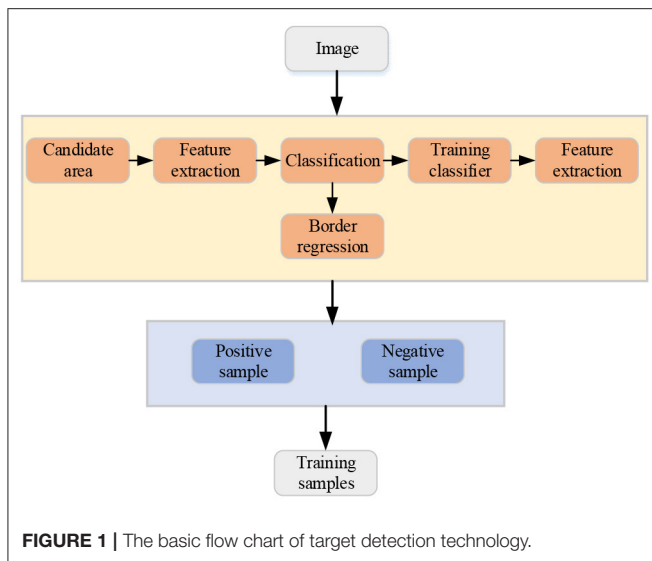 Image
Candidate
area
Feature
extraction
Classification
Training
classifier
Feature
extraction
Border
regression
Positive
sample
Negative
sample
Training
samples
FIGURE 1 | The basic flow chart of target detection technology.